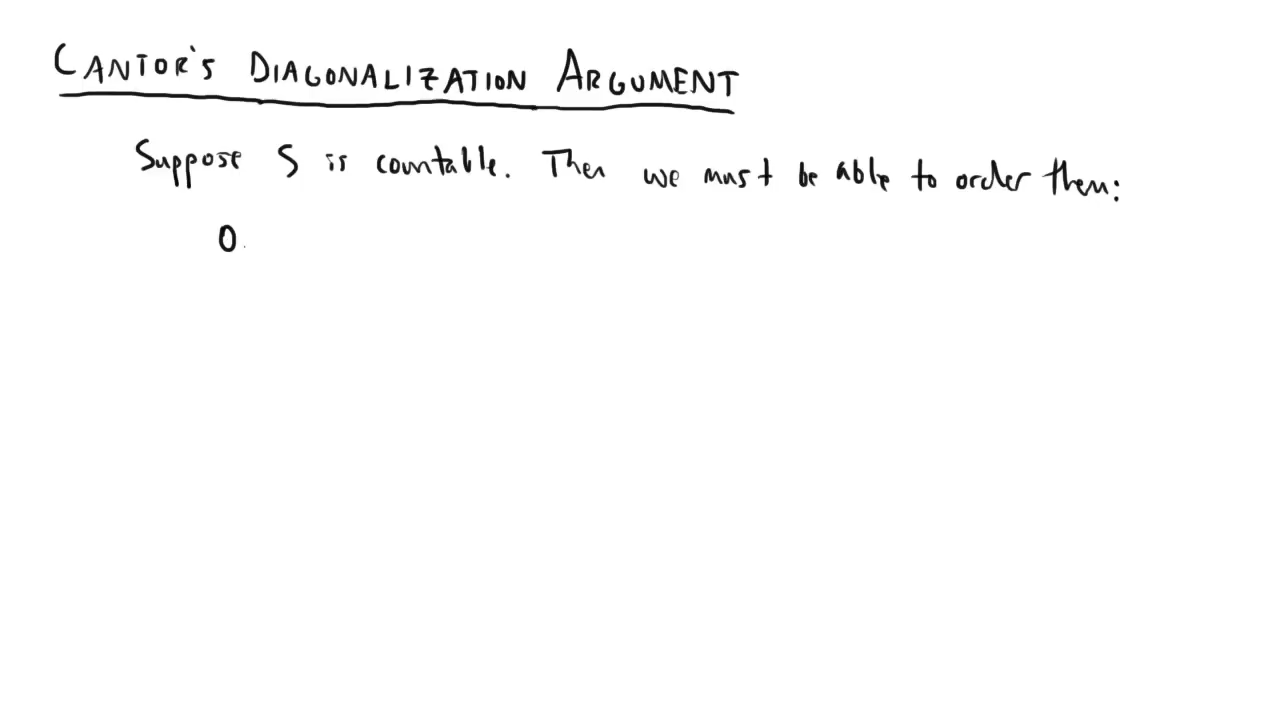 CANTOR'S DIAGONALIZATION ARGUMENT
Suppose S is countable. Then we must be able to order them:
0.